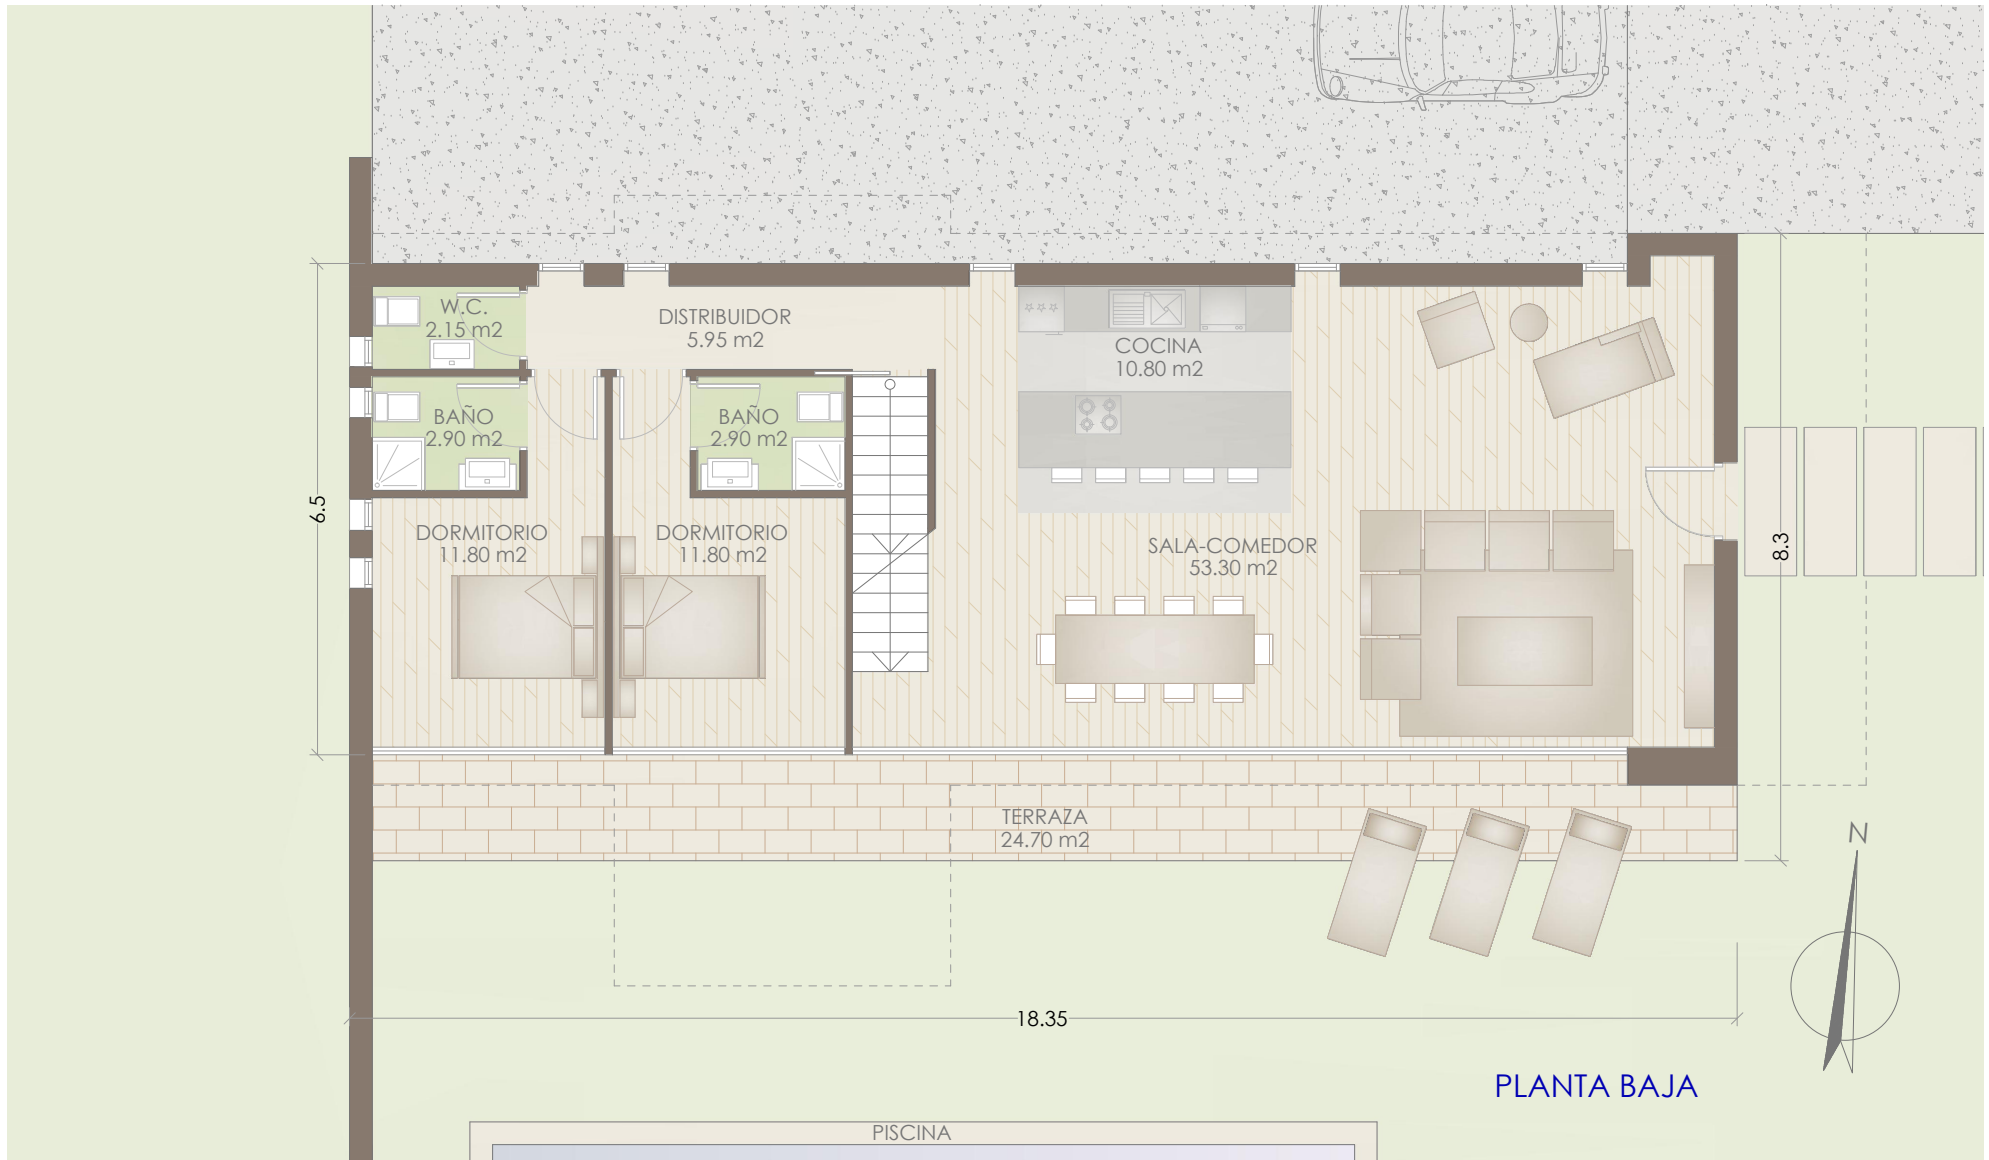 W.C.
2.15 m2
DISTRIBUIDOR
5.95 m2
COCINA
10.80 m2
BAÑO
2.90 m2
BAÑO
2.90 m2
6.5
DORMITORIO
11.80 m2
DORMITORIO
11.80 m2
SALA-COMEDOR
53.30 m2
8.3
TERRAZA
24.70 m2
N
18.35
PLANTA BAJA
PISCINA